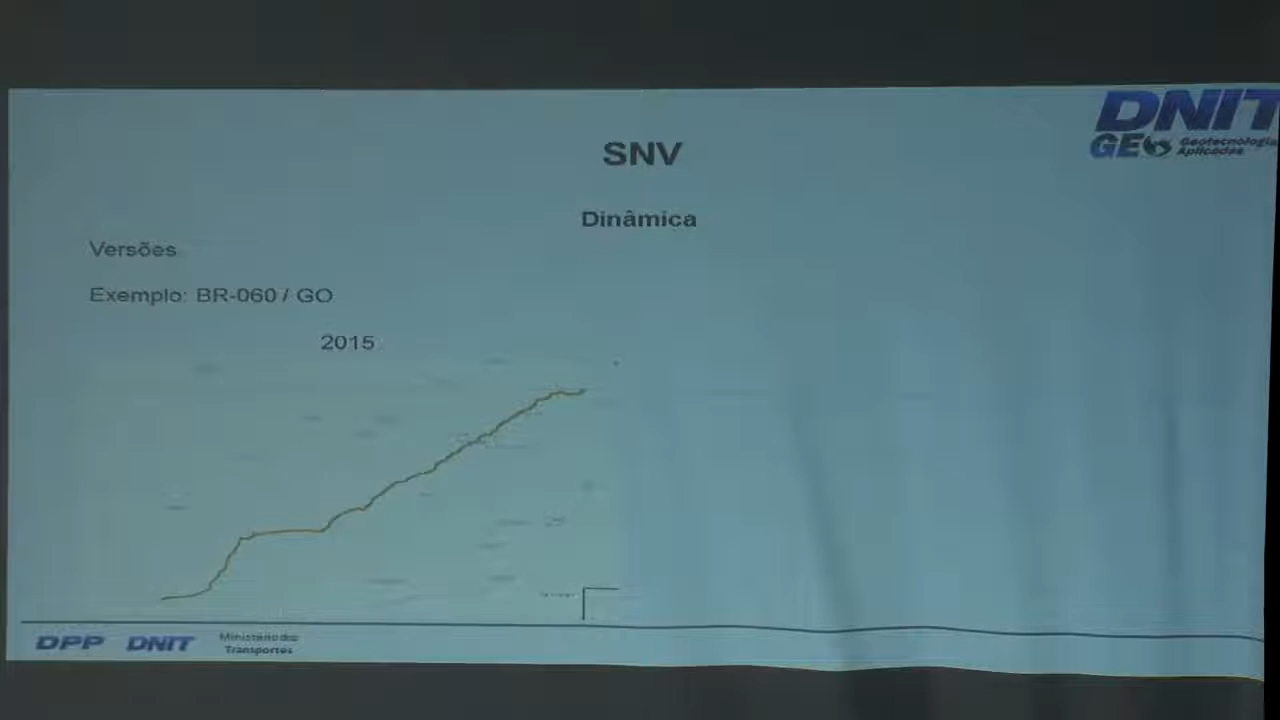 DNIT
GEO Geotecnologias
Aplicadas
SNV
Dinâmica
Versões
Exemplo: BR-060 / GO
2015
DPP DNIT Ministério dos
Transportes